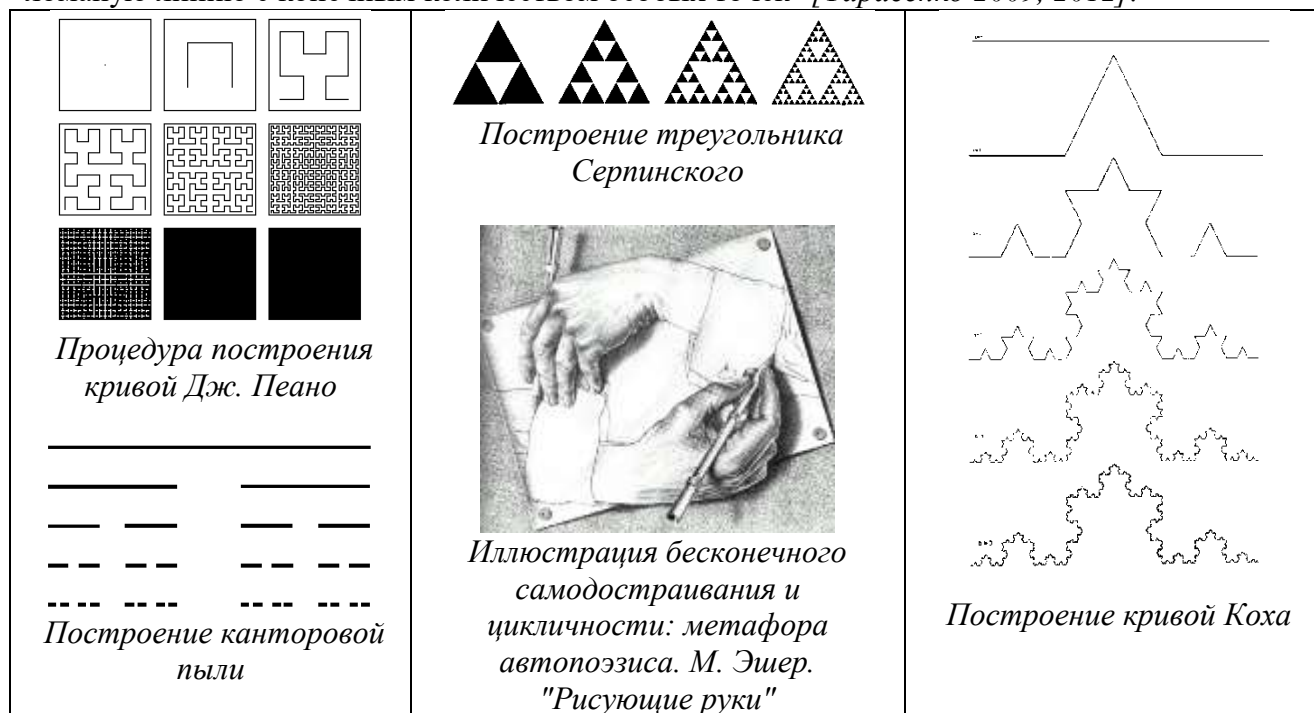 Процедура построения
кривой Дж. Пеано
Построение канторовой
пыли
Построение треугольника
Серпинского
Иллюстрация бесконечного
самодостраивания и
цикличности: метафора
автопоэзиса. М. Эшер.
"Рисующие руки"
Построение кривой Коха